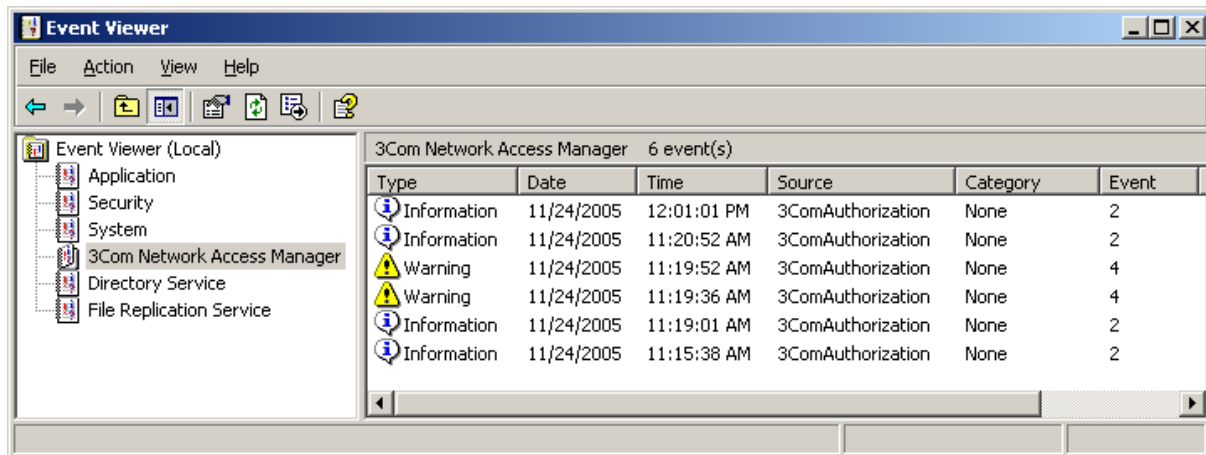 Event Viewer
File Action View Help
Event Viewer (Local)
Application
Security
System
3Com Network Access Manager
Directory Service
File Replication Service
3Com Network Access Manager 6 event(s)
Type Date Time Source Category Event
Information 11/24/2005 12:01:01 PM 3ComAuthorization None 2
Information 11/24/2005 11:20:52 AM 3ComAuthorization None 2
Warning 11/24/2005 11:19:52 AM 3ComAuthorization None 4
Warning 11/24/2005 11:19:36 AM 3ComAuthorization None 4
Information 11/24/2005 11:19:01 AM 3ComAuthorization None 2
Information 11/24/2005 11:15:38 AM 3ComAuthorization None 2